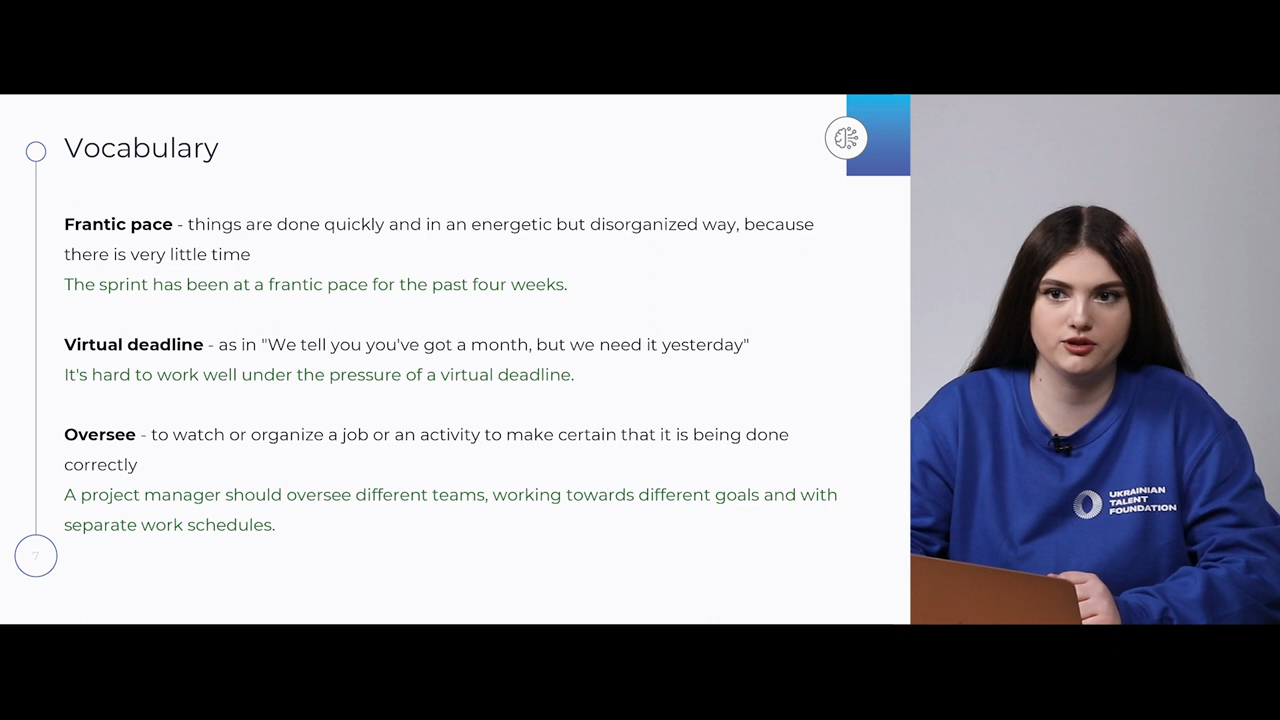 Vocabulary
Frantic pace - things are done quickly and in an energetic but disorganized way, because
there is very little time
The sprint has been at a frantic pace for the past four weeks.
Virtual deadline - as in "We tell you you've got a month, but we need it yesterday"
It's hard to work well under the pressure of a virtual deadline.
Oversee - to watch or organize a job or an activity to make certain that it is being done
correctly
A project manager should oversee different teams, working towards different goals and with
separate work schedules.
7
UKRAINIAN
TALENT
FOUNDATION